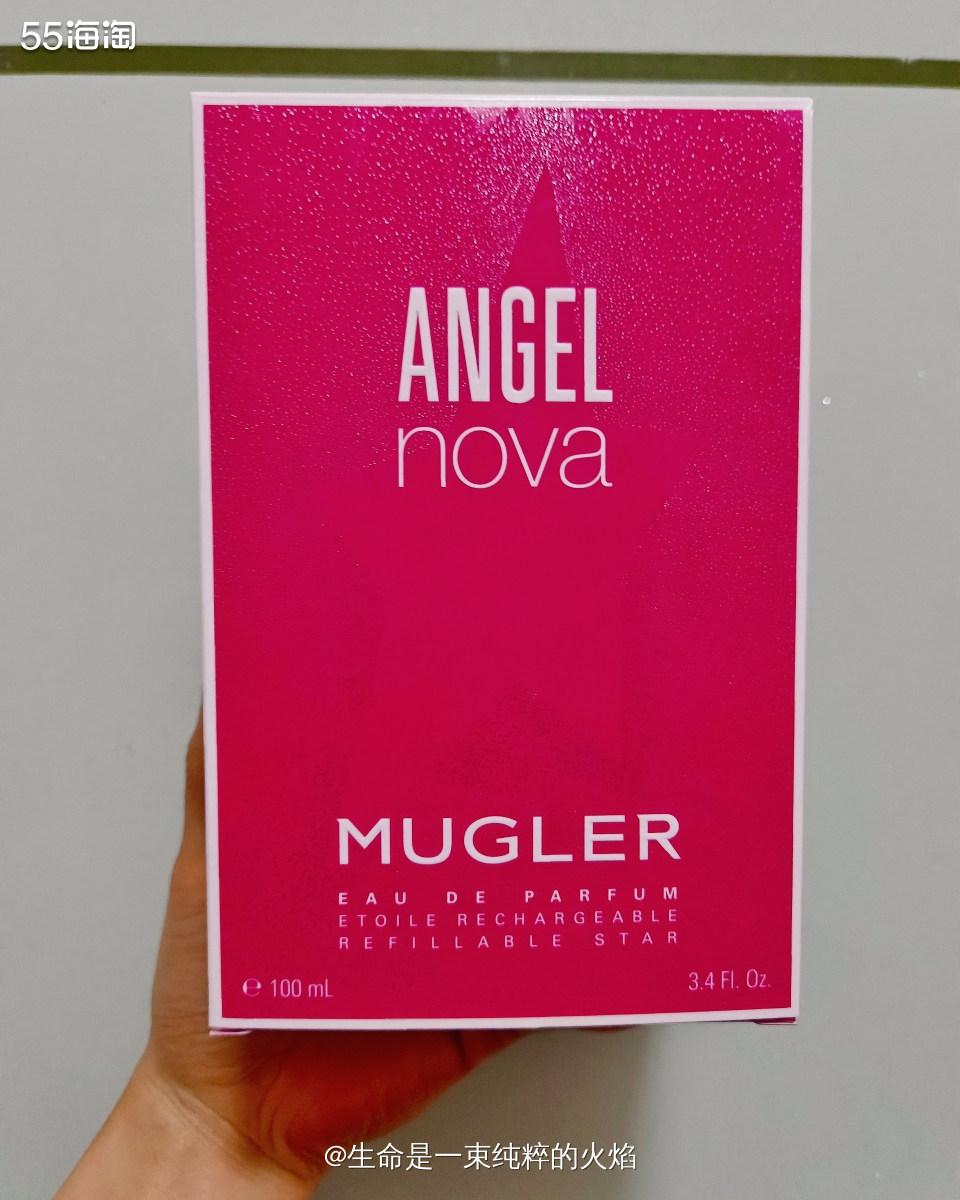 55海淘
ANGEL
nova
MUGLER
EAU DE PARFUM
ETOILE RECHARGEABLE
REFILLABLE STAR
℮ 100 mL
3.4 Fl. Oz.
@生命是一束纯粹的火焰